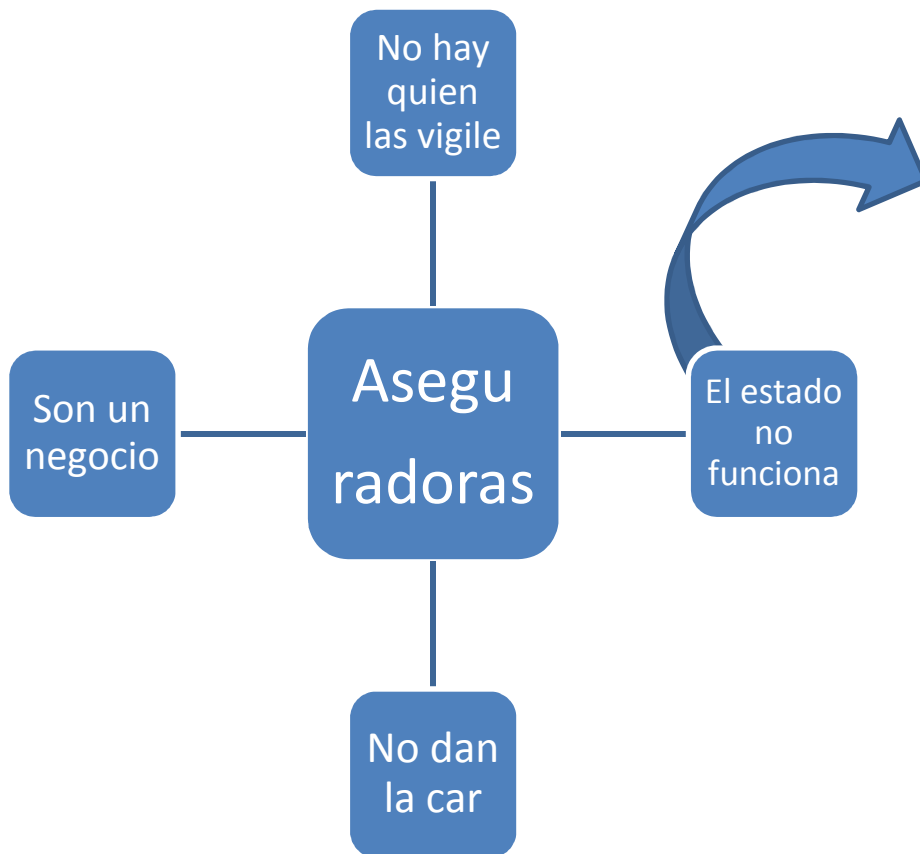 No hay
quien
las vigile
Son un
negocio
Asegu
radoras
El estado
no
funciona
No dan
la car